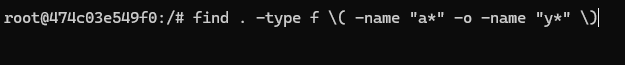 root@474c03e549f0:/# find . -type f \( -name "a*" -o -name "y*" \)